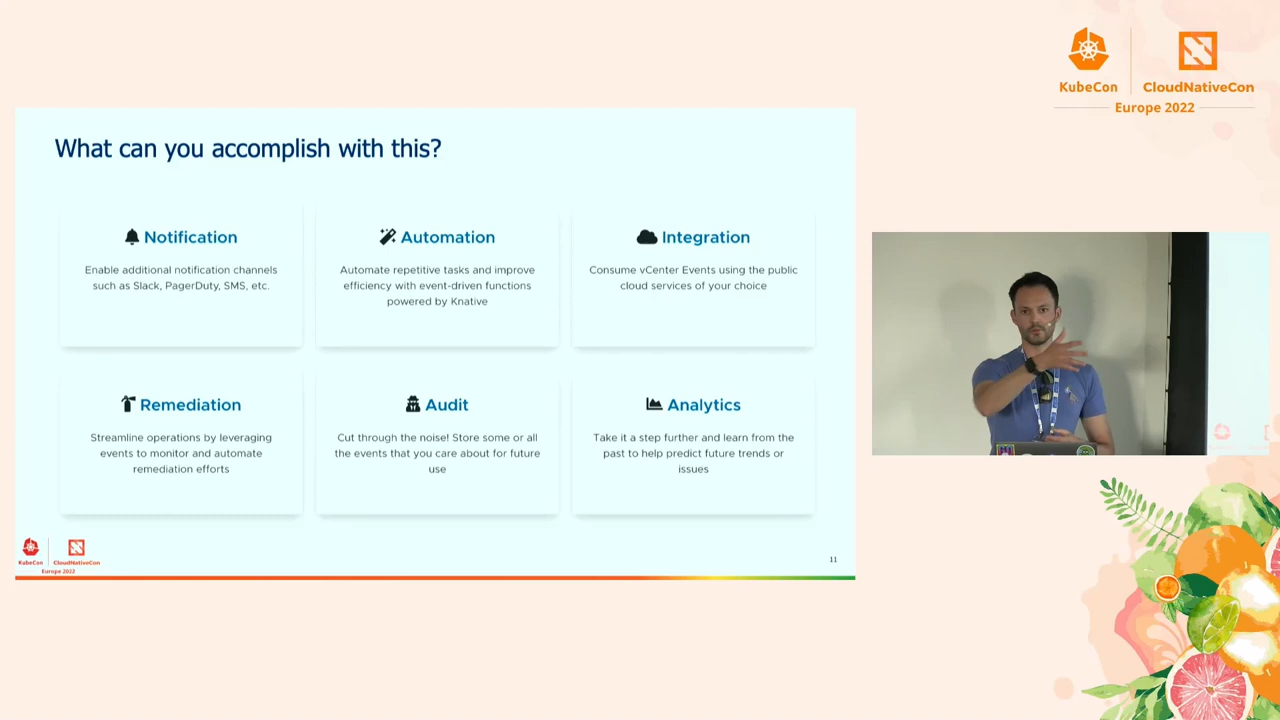 KubeCon
CloudNativeCon
Europe 2022
What can you accomplish with this?
Notification
Enable additional notification channels
such as Slack, PagerDuty, SMS, etc.
Automation
Automate repetitive tasks and improve
efficiency with event-driven functions
powered by Knative
Integration
Consume vCenter Events using the public
cloud services of your choice
Remediation
Streamline operations by leveraging
events to monitor and automate
remediation efforts
Audit
Cut through the noise! Store some or all
the events that you care about for future
use
Analytics
Take it a step further and learn from the
past to help predict future trends or
issues
KubeCon
CloudNativeCon
Europe 2022
11